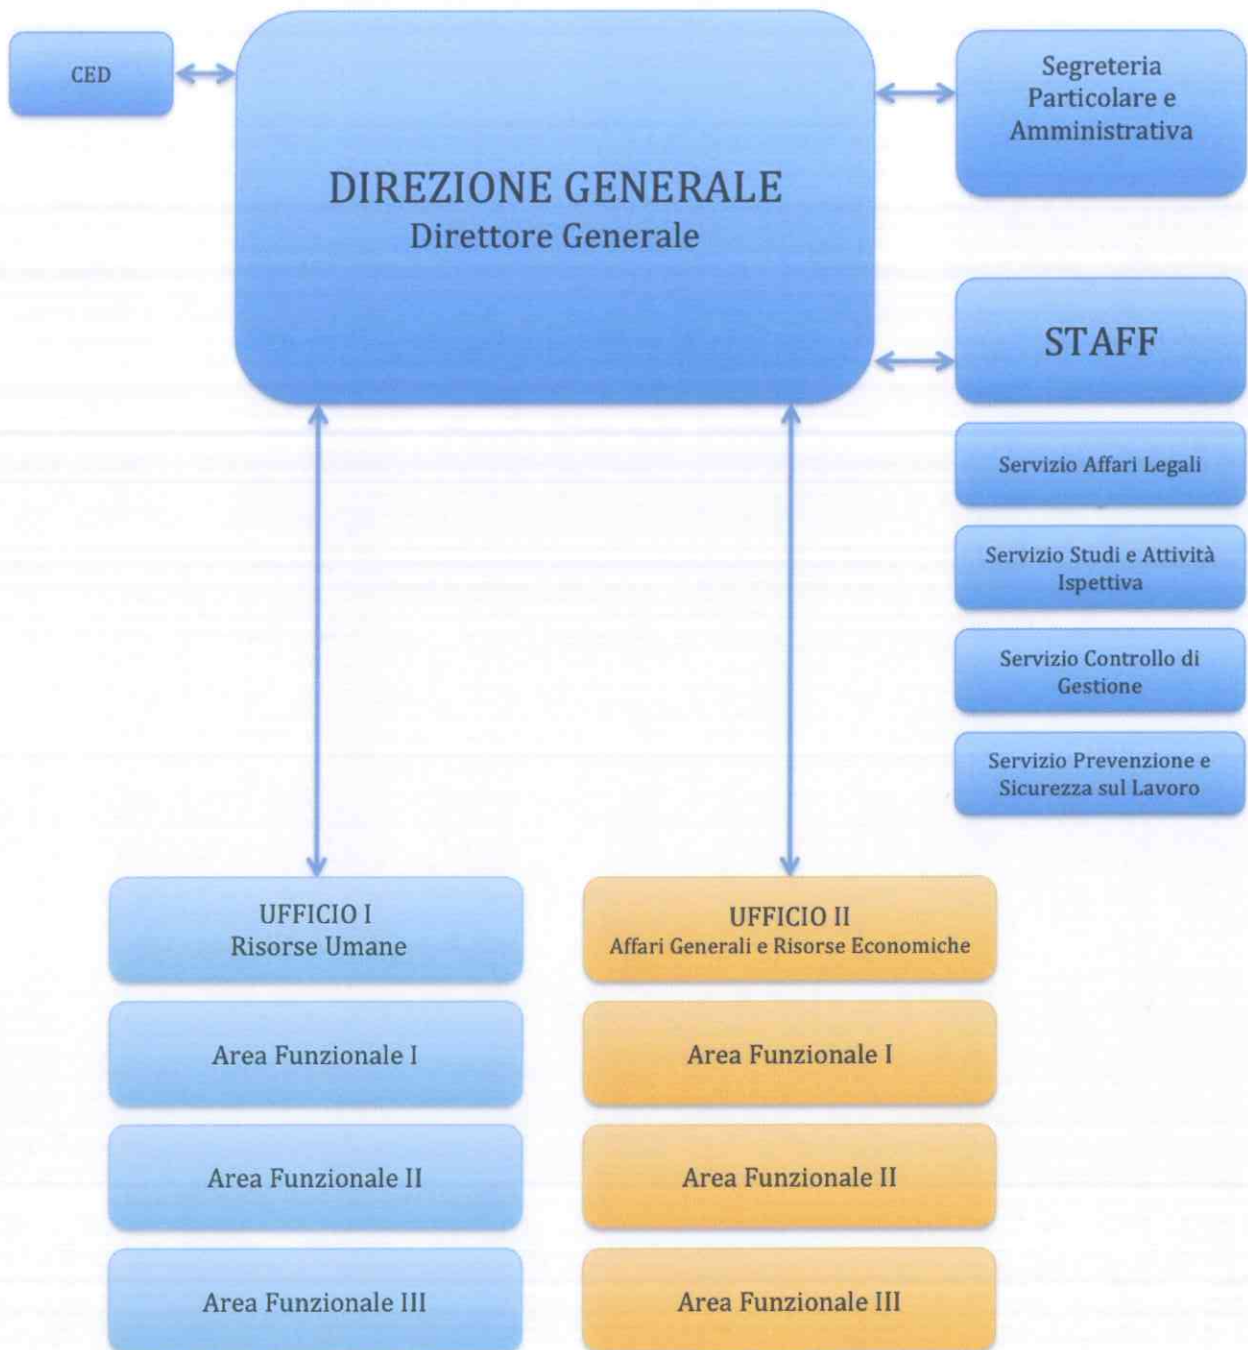 CED
DIREZIONE GENERALE
Direttore Generale
Segreteria
Particolare e
Amministrativa
STAFF
Servizio Affari Legali
Servizio Studi e Attività
Ispettiva
Servizio Controllo di
Gestione
Servizio Prevenzione e
Sicurezza sul Lavoro
UFFICIO I
Risorse Umane
Area Funzionale I
Area Funzionale II
Area Funzionale III
UFFICIO II
Affari Generali e Risorse Economiche
Area Funzionale I
Area Funzionale II
Area Funzionale III